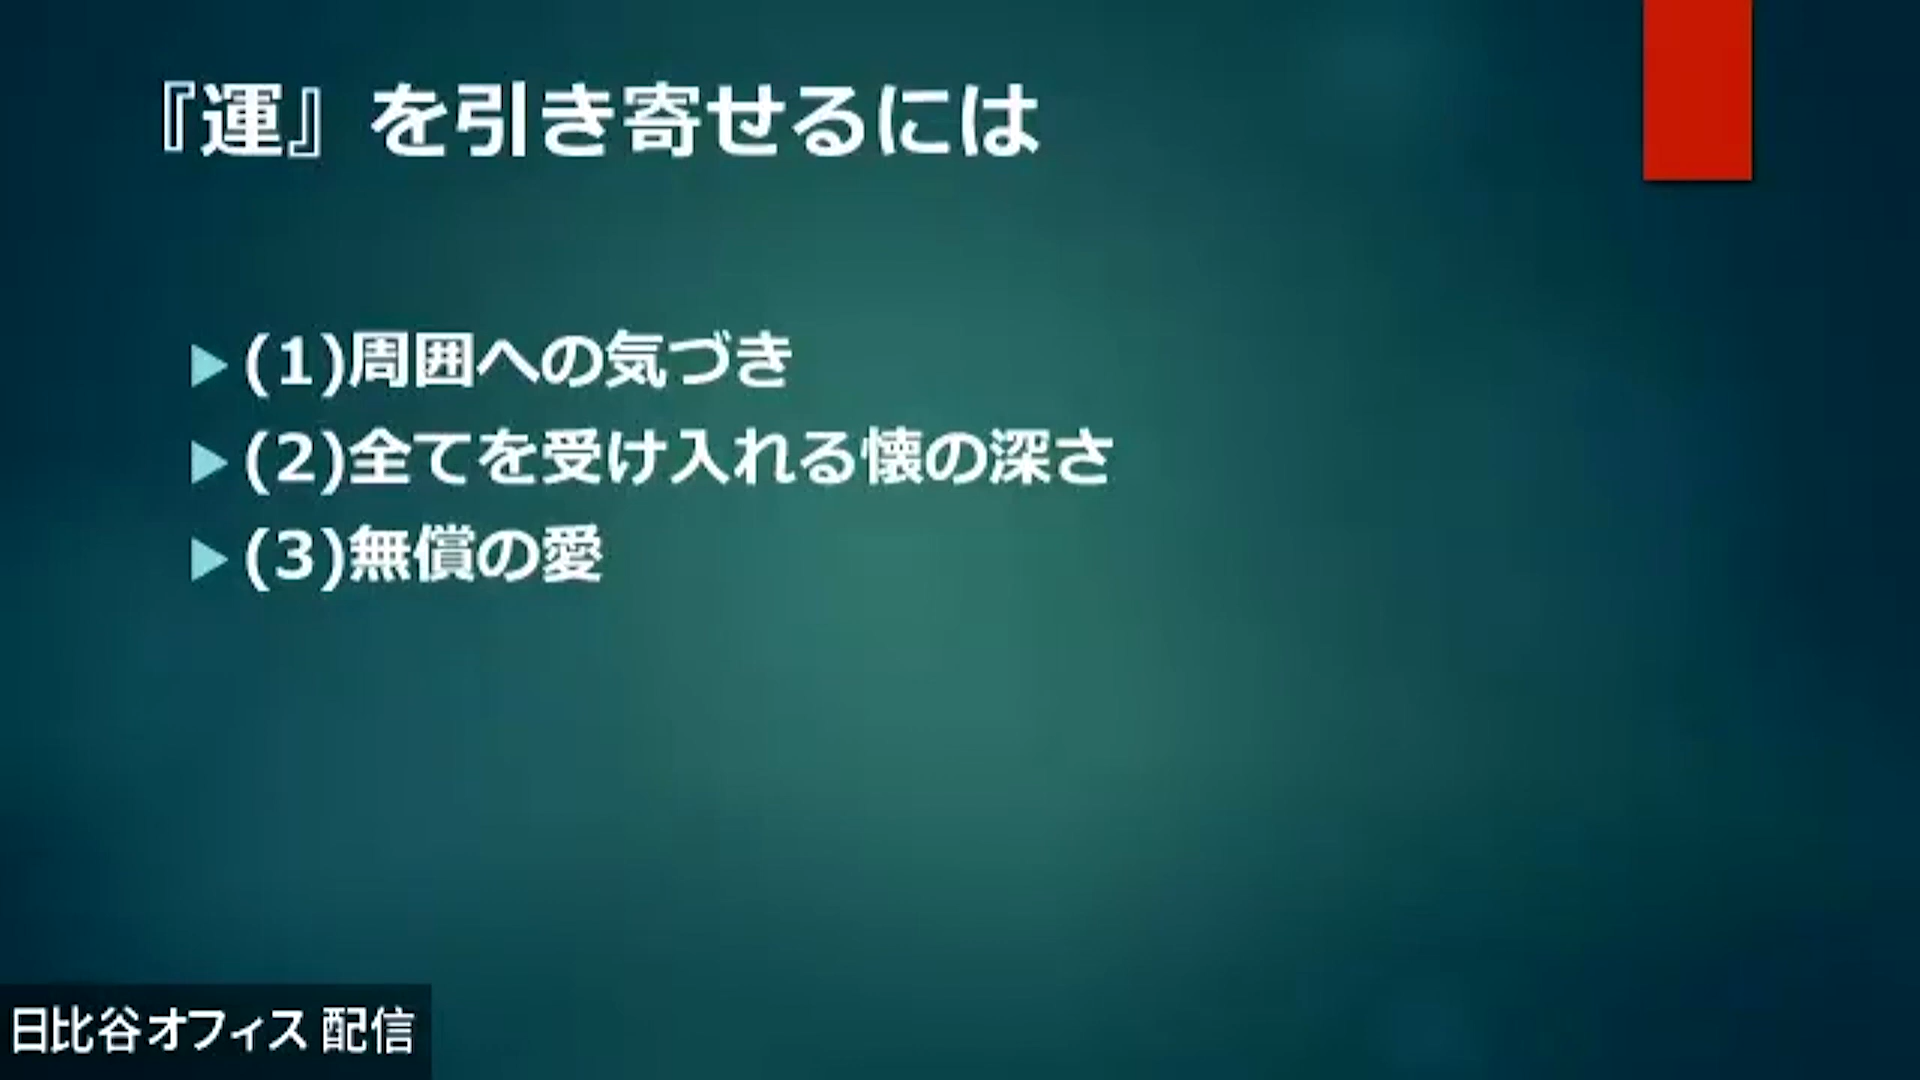 『運』を引き寄せるには
(1)周囲への気づき
(2)全てを受け入れる懐の深さ
(3)無償の愛
日比谷オフィス 配信